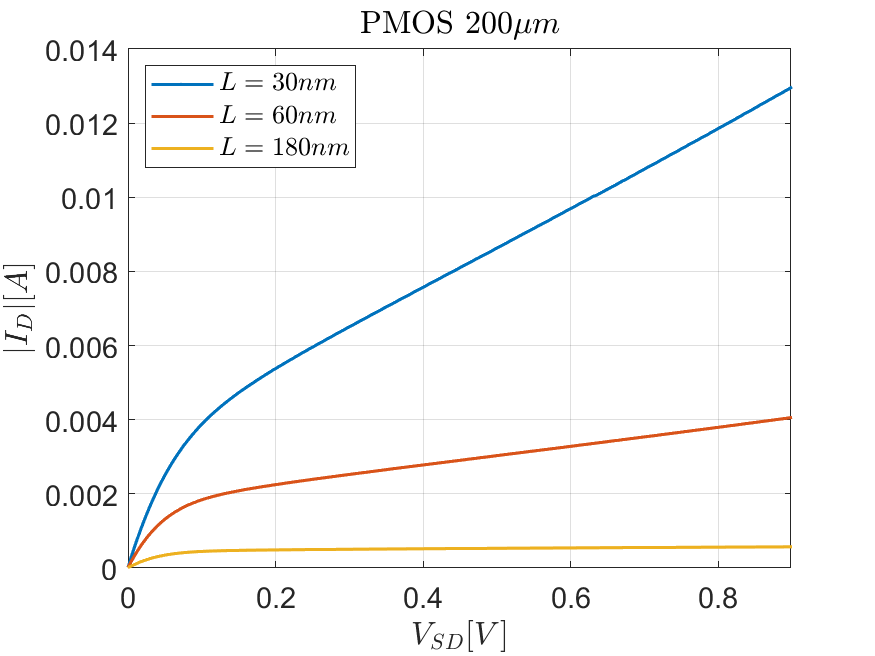 PMOS 200μm
0.014
0.012
0.01
0.008
0.006
0.004
0.002
0
L = 30nm
L = 60nm
L = 180nm
|I_D|[A]
0 0.2 0.4 0.6 0.8
V_SD[V]